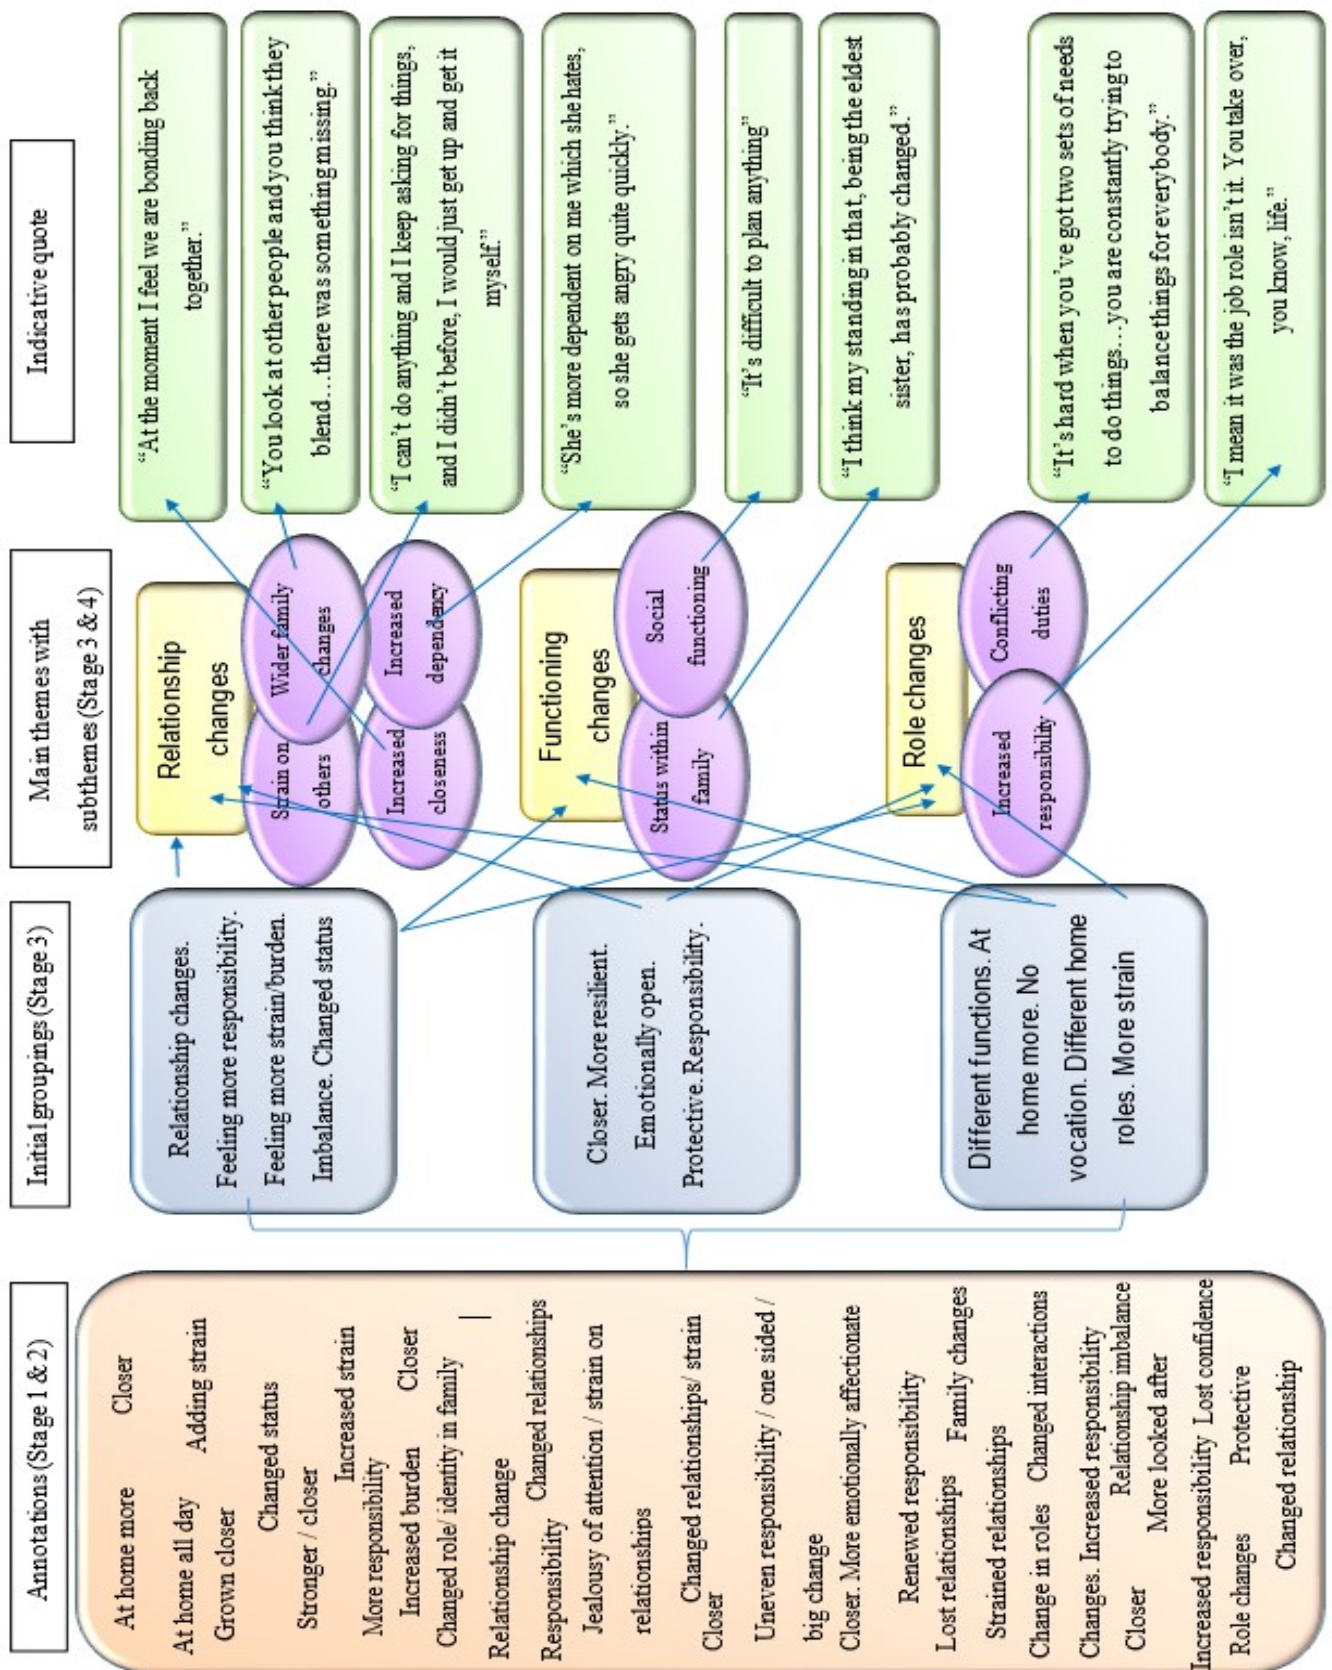 Annotations (Stage 1 & 2)
At home more Closer
At home all day Adding strain
Grown closer
Changed status
Stronger / closer
Increased strain
More responsibility
Increased burden Closer
Changed role/ identity in family
Relationship change
Responsibility Changed relationships
Jealousy of attention / strain on
relationships
Changed relationships/ strain
Closer
Uneven responsibility / one sided /
big change
Closer. More emotionally affectionate
Renewed responsibility
Lost relationships Family changes
Strained relationships
Change in roles Changed interactions
Changes. Increased responsibility
Relationship imbalance
Closer
More looked after
Increased responsibility Lost confidence
Role changes Protective
Changed relationship
Initial groupings (Stage 3)
Relationship changes.
Feeling more responsibility.
Feeling more strain/burden.
Imbalance. Changed status
Closer. More resilient.
Emotionally open.
Protective. Responsibility.
Different functions. At
home more. No
vocation. Different home
roles. More strain
Main themes with
subthemes (Stage 3 & 4)
Relationship
changes
Strain on
others
Wider family
changes
Increased
closeness
Increased
dependency
Functioning
changes
Status within
family
Social
functioning
Role changes
Increased
responsibility
Conflicting
duties
Indicative quote
“At the moment I feel we are bonding back
together.”
“You look at other people and you think they
blend…there was something missing.”
“I can’t do anything and I keep asking for things,
and I didn’t before, I would just get up and get it
myself.”
“She’s more dependent on me which she hates,
so she gets angry quite quickly.”
“It’s difficult to plan anything”
“I think my standing in that, being the eldest
sister, has probably changed.”
“It’s hard when you’ve got two sets of needs
to do things…you are constantly trying to
balance things for everybody.”
“I mean it was the job role isn’t it. You take over,
you know, life.”